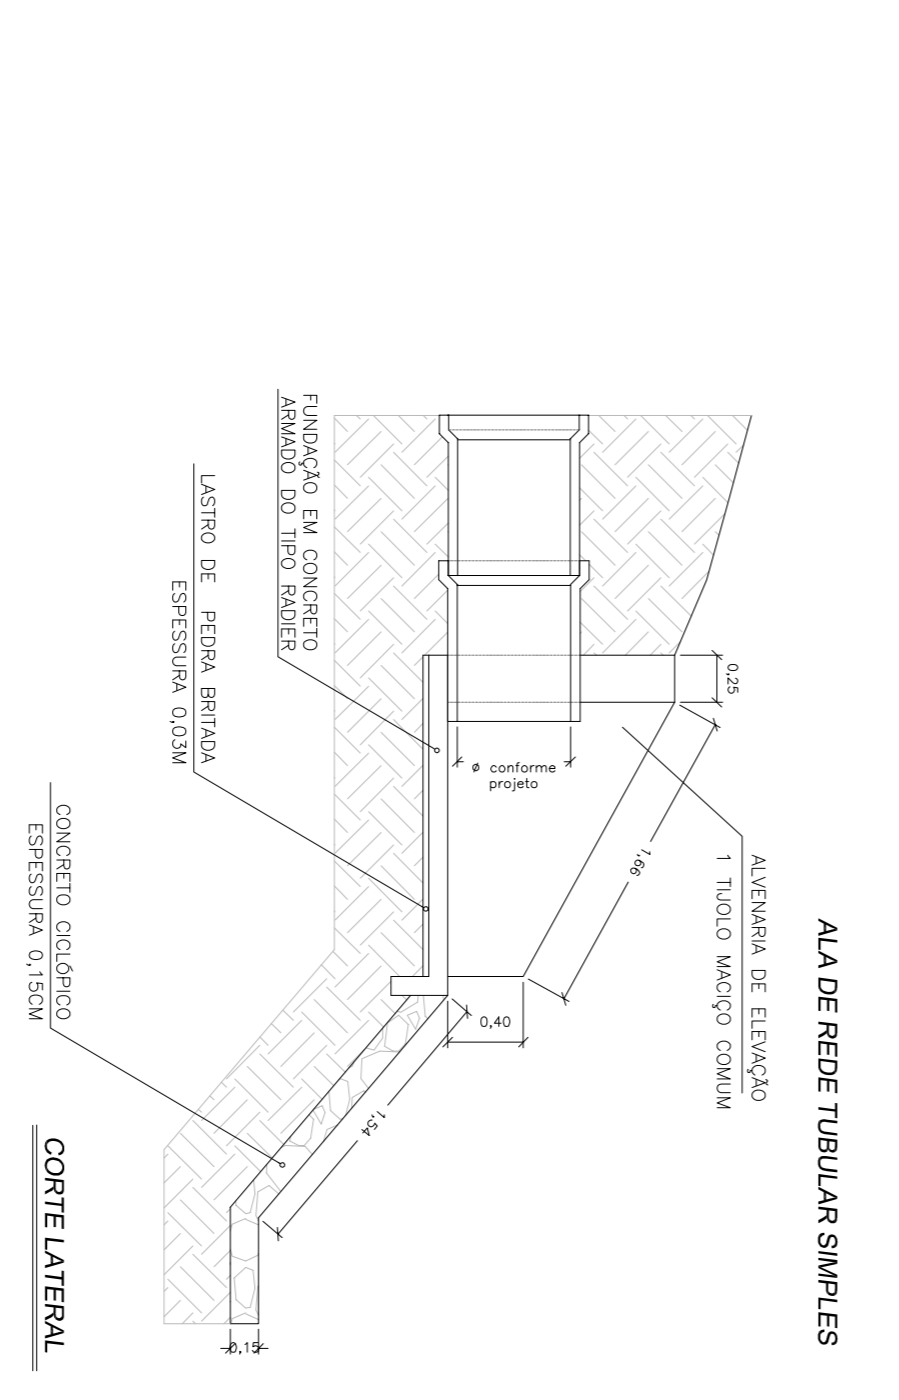 ALA DE REDE TUBULAR SIMPLES
ALVENARIA DE ELEVAÇÃO
1 TIJOLO MACIÇO COMUM
0,25
1,66
ø conforme
projeto
0,40
1,54
0,15
FUNDAÇÃO EM CONCRETO
ARMADO DO TIPO RADIER
LASTRO DE PEDRA BRITADA
ESPESSURA 0,03M
CONCRETO CICLÓPICO
ESPESSURA 0,15CM
CORTE LATERAL